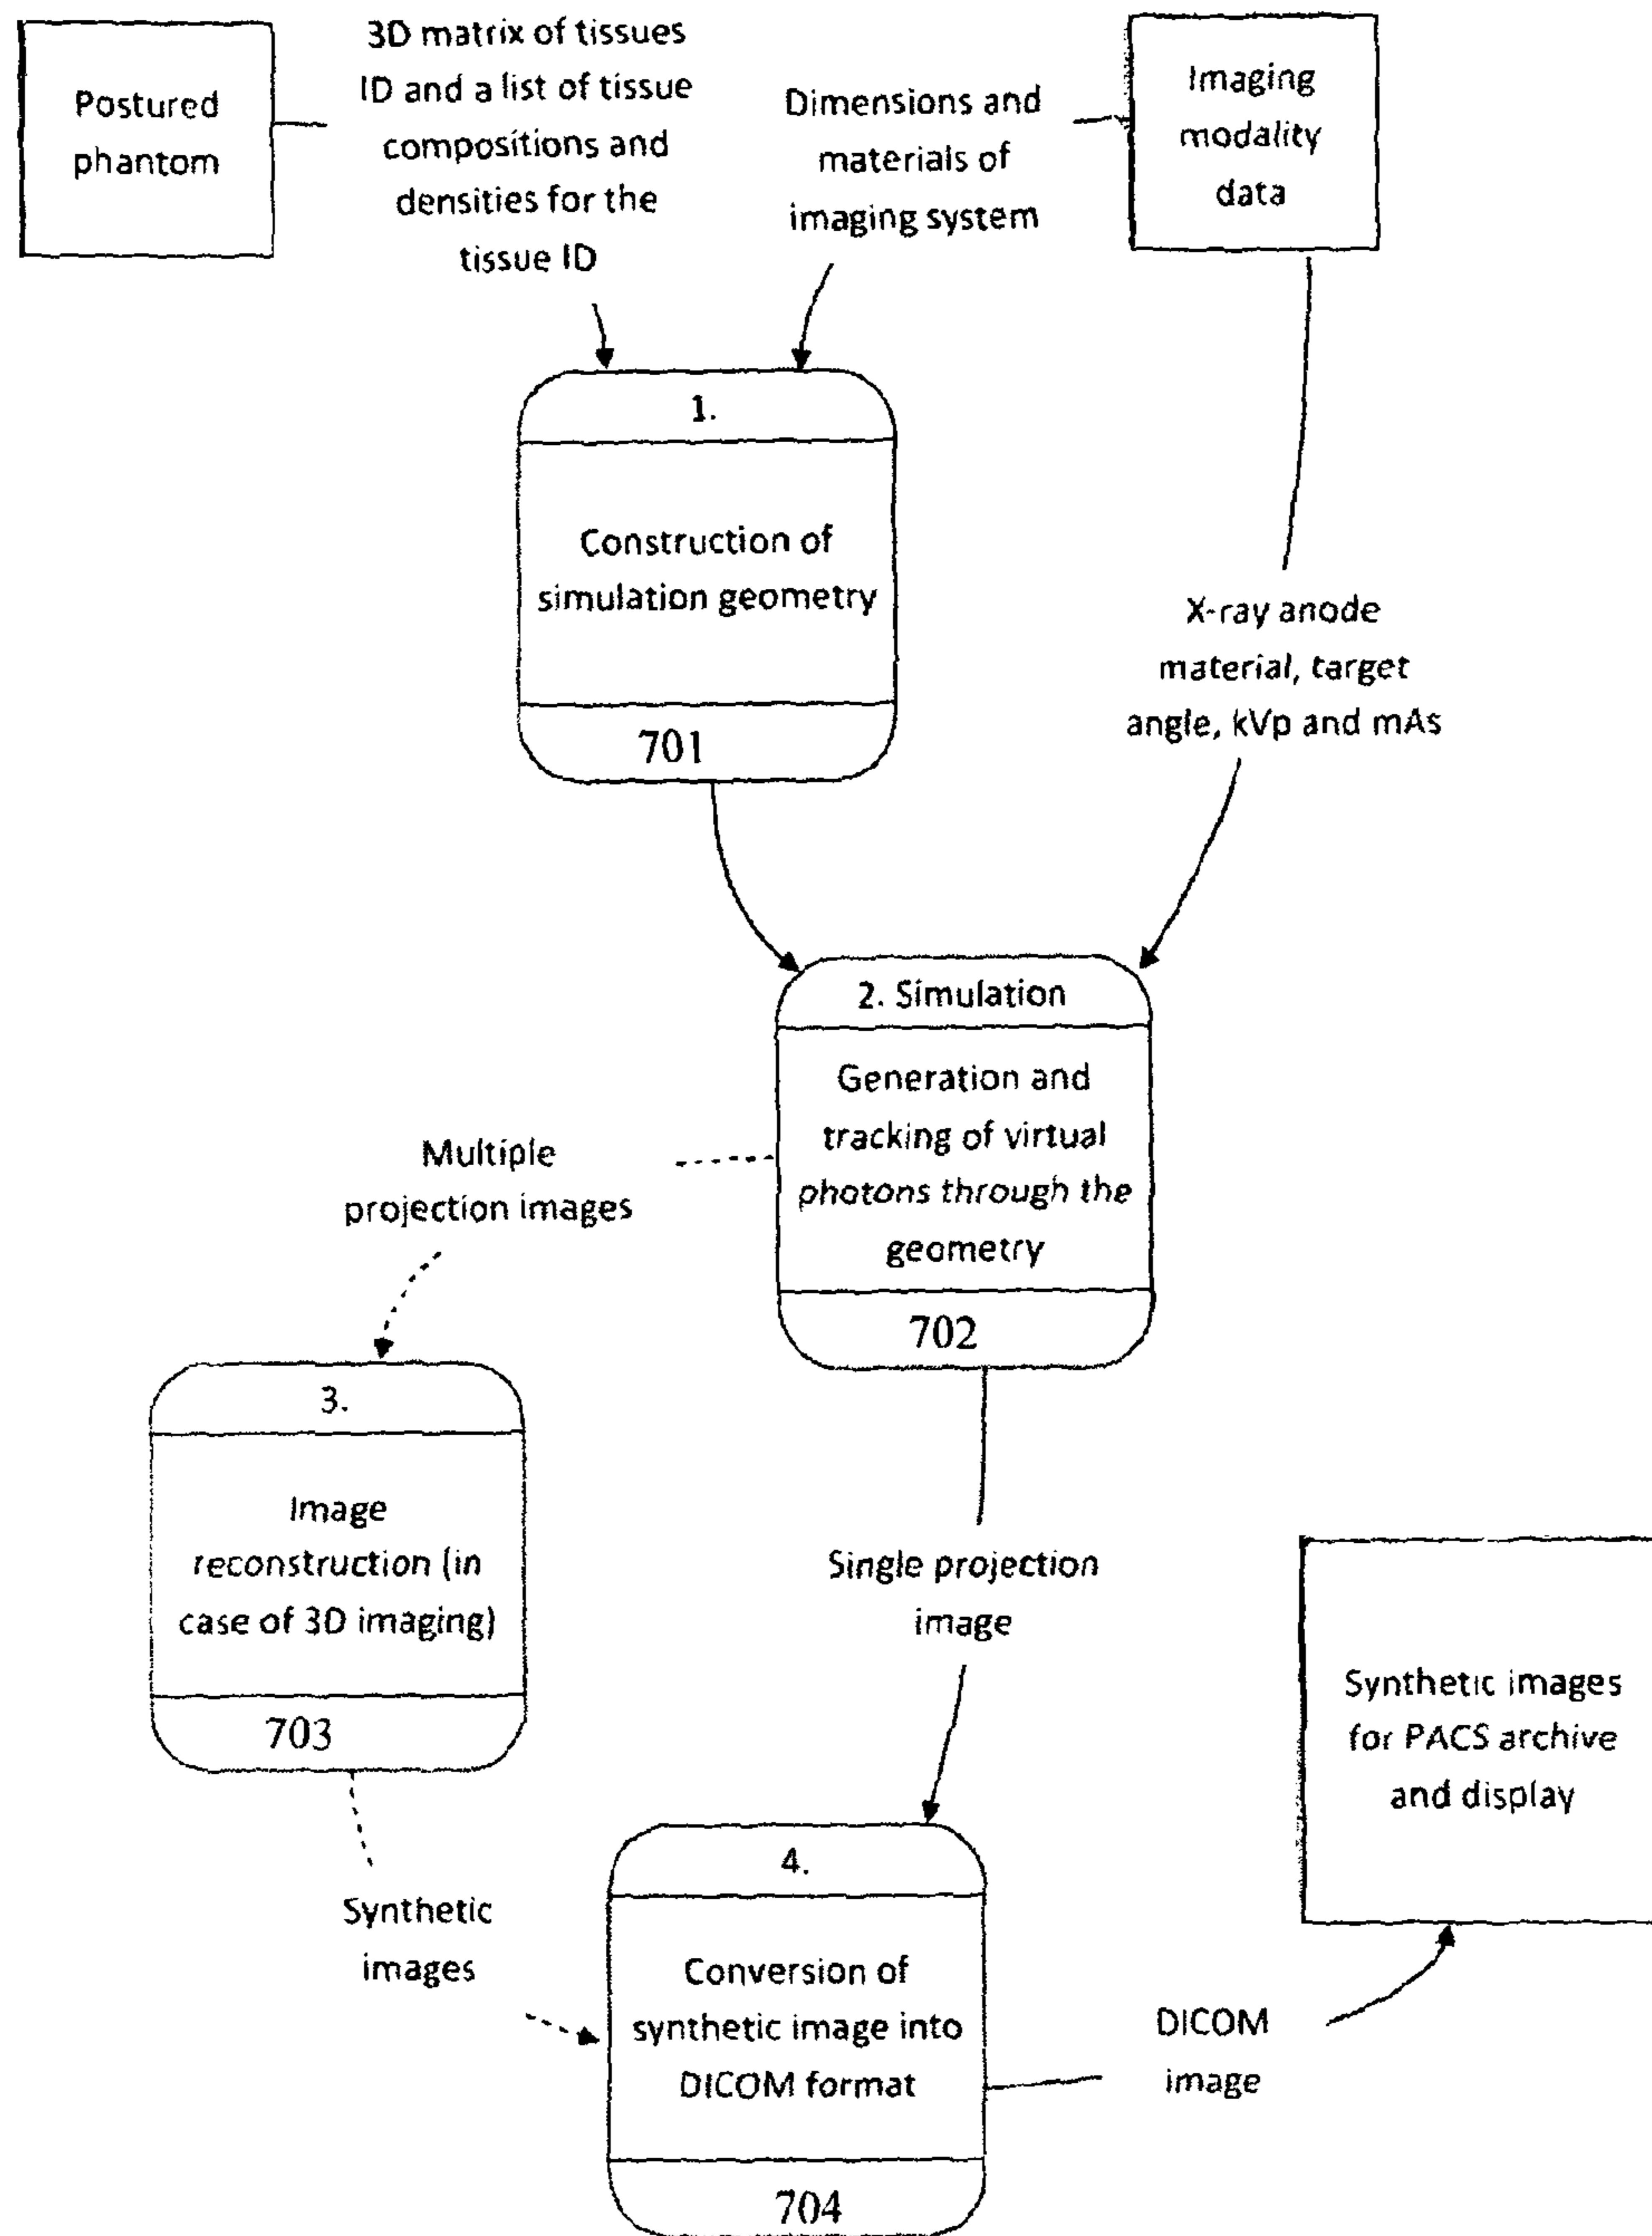 Postured
phantom
3D matrix of tissues
ID and a list of tissue
compositions and
densities for the
tissue ID
Dimensions and
materials of
imaging system
Imaging
modality
data
1.
Construction of
simulation geometry
701
X-ray anode
material, target
angle, kVp and mAs
2. Simulation
Generation and
tracking of virtual
photons through the
geometry
702
Multiple
projection images
3.
Image
reconstruction (in
case of 3D imaging)
703
Single projection
image
Synthetic images
for PACS archive
and display
Synthetic
images
4.
Conversion of
synthetic image into
DICOM format
704
DICOM
image